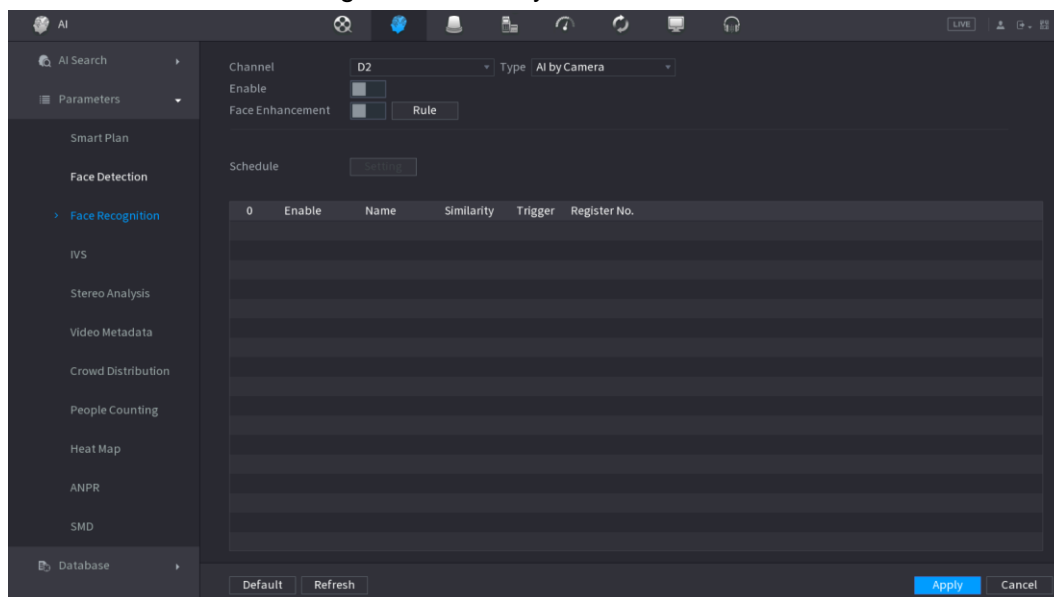 AI
LIVE
AI Search
Parameters
Smart Plan
Face Detection
Face Recognition
IVS
Stereo Analysis
Video Metadata
Crowd Distribution
People Counting
Heat Map
ANPR
SMD
Database
Channel D2 Type AI by Camera
Enable
Face Enhancement Rule
Schedule Setting
0 Enable Name Similarity Trigger Register No.
Default Refresh Apply Cancel